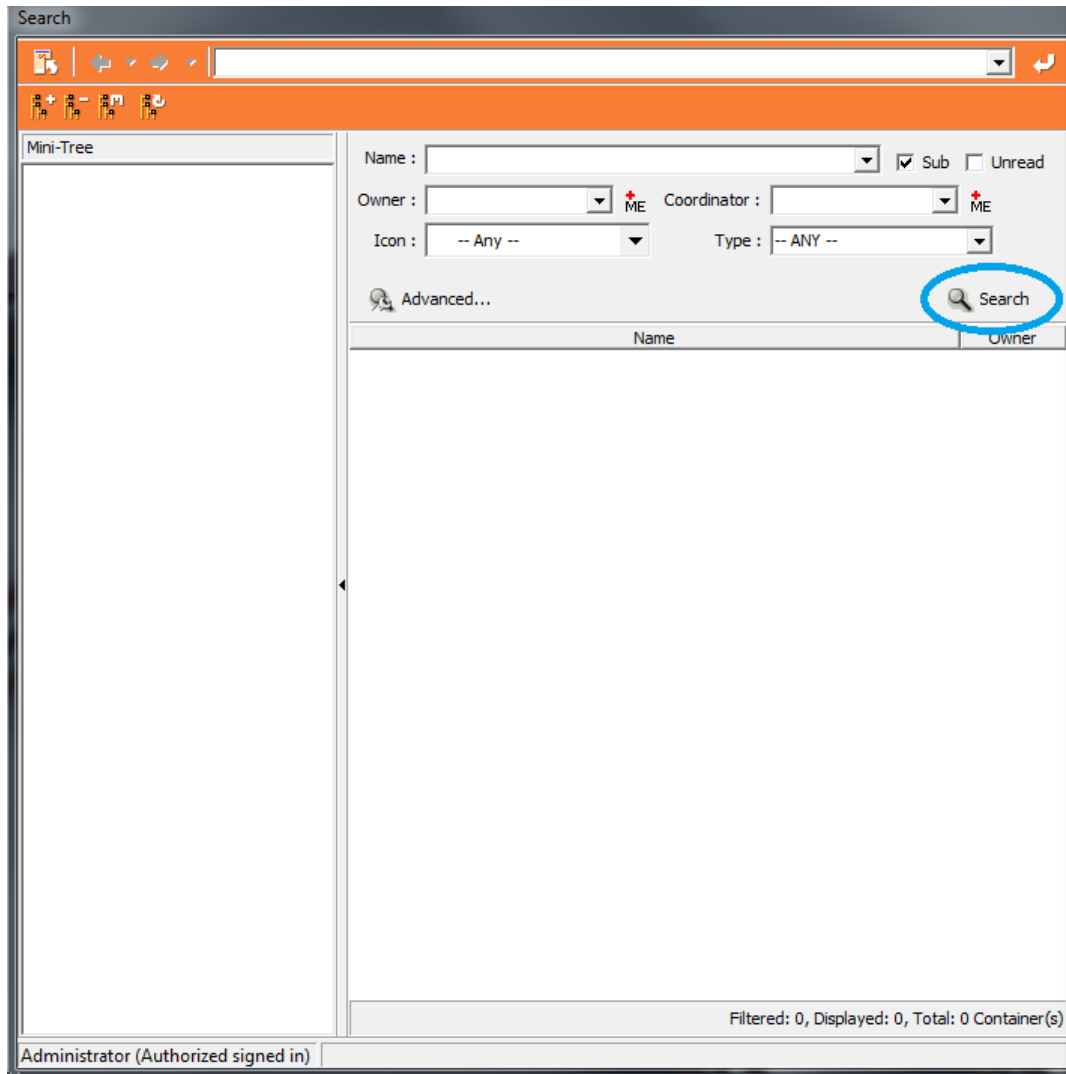 Search
Mini-Tree
Name :
Sub
Unread
Owner :
ME
Coordinator :
ME
Icon :
-- Any --
Type :
-- ANY --
Advanced...
Search
Name
Owner
Filtered: 0, Displayed: 0, Total: 0 Container(s)
Administrator (Authorized signed in)